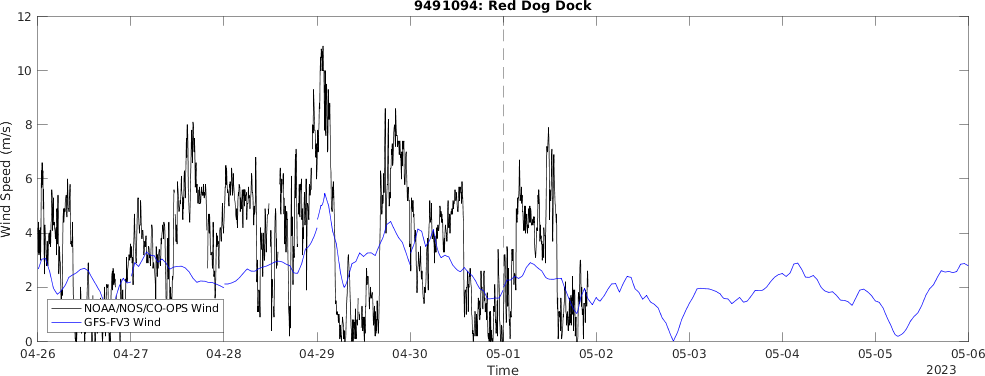 9491094: Red Dog Dock
12
10
8
6
4
2
0
Wind Speed (m/s)
NOAA/NOS/CO-OPS Wind
GFS-FV3 Wind
04-26 04-27 04-28 04-29 04-30 05-01 05-02 05-03 05-04 05-05 05-06
Time
2023